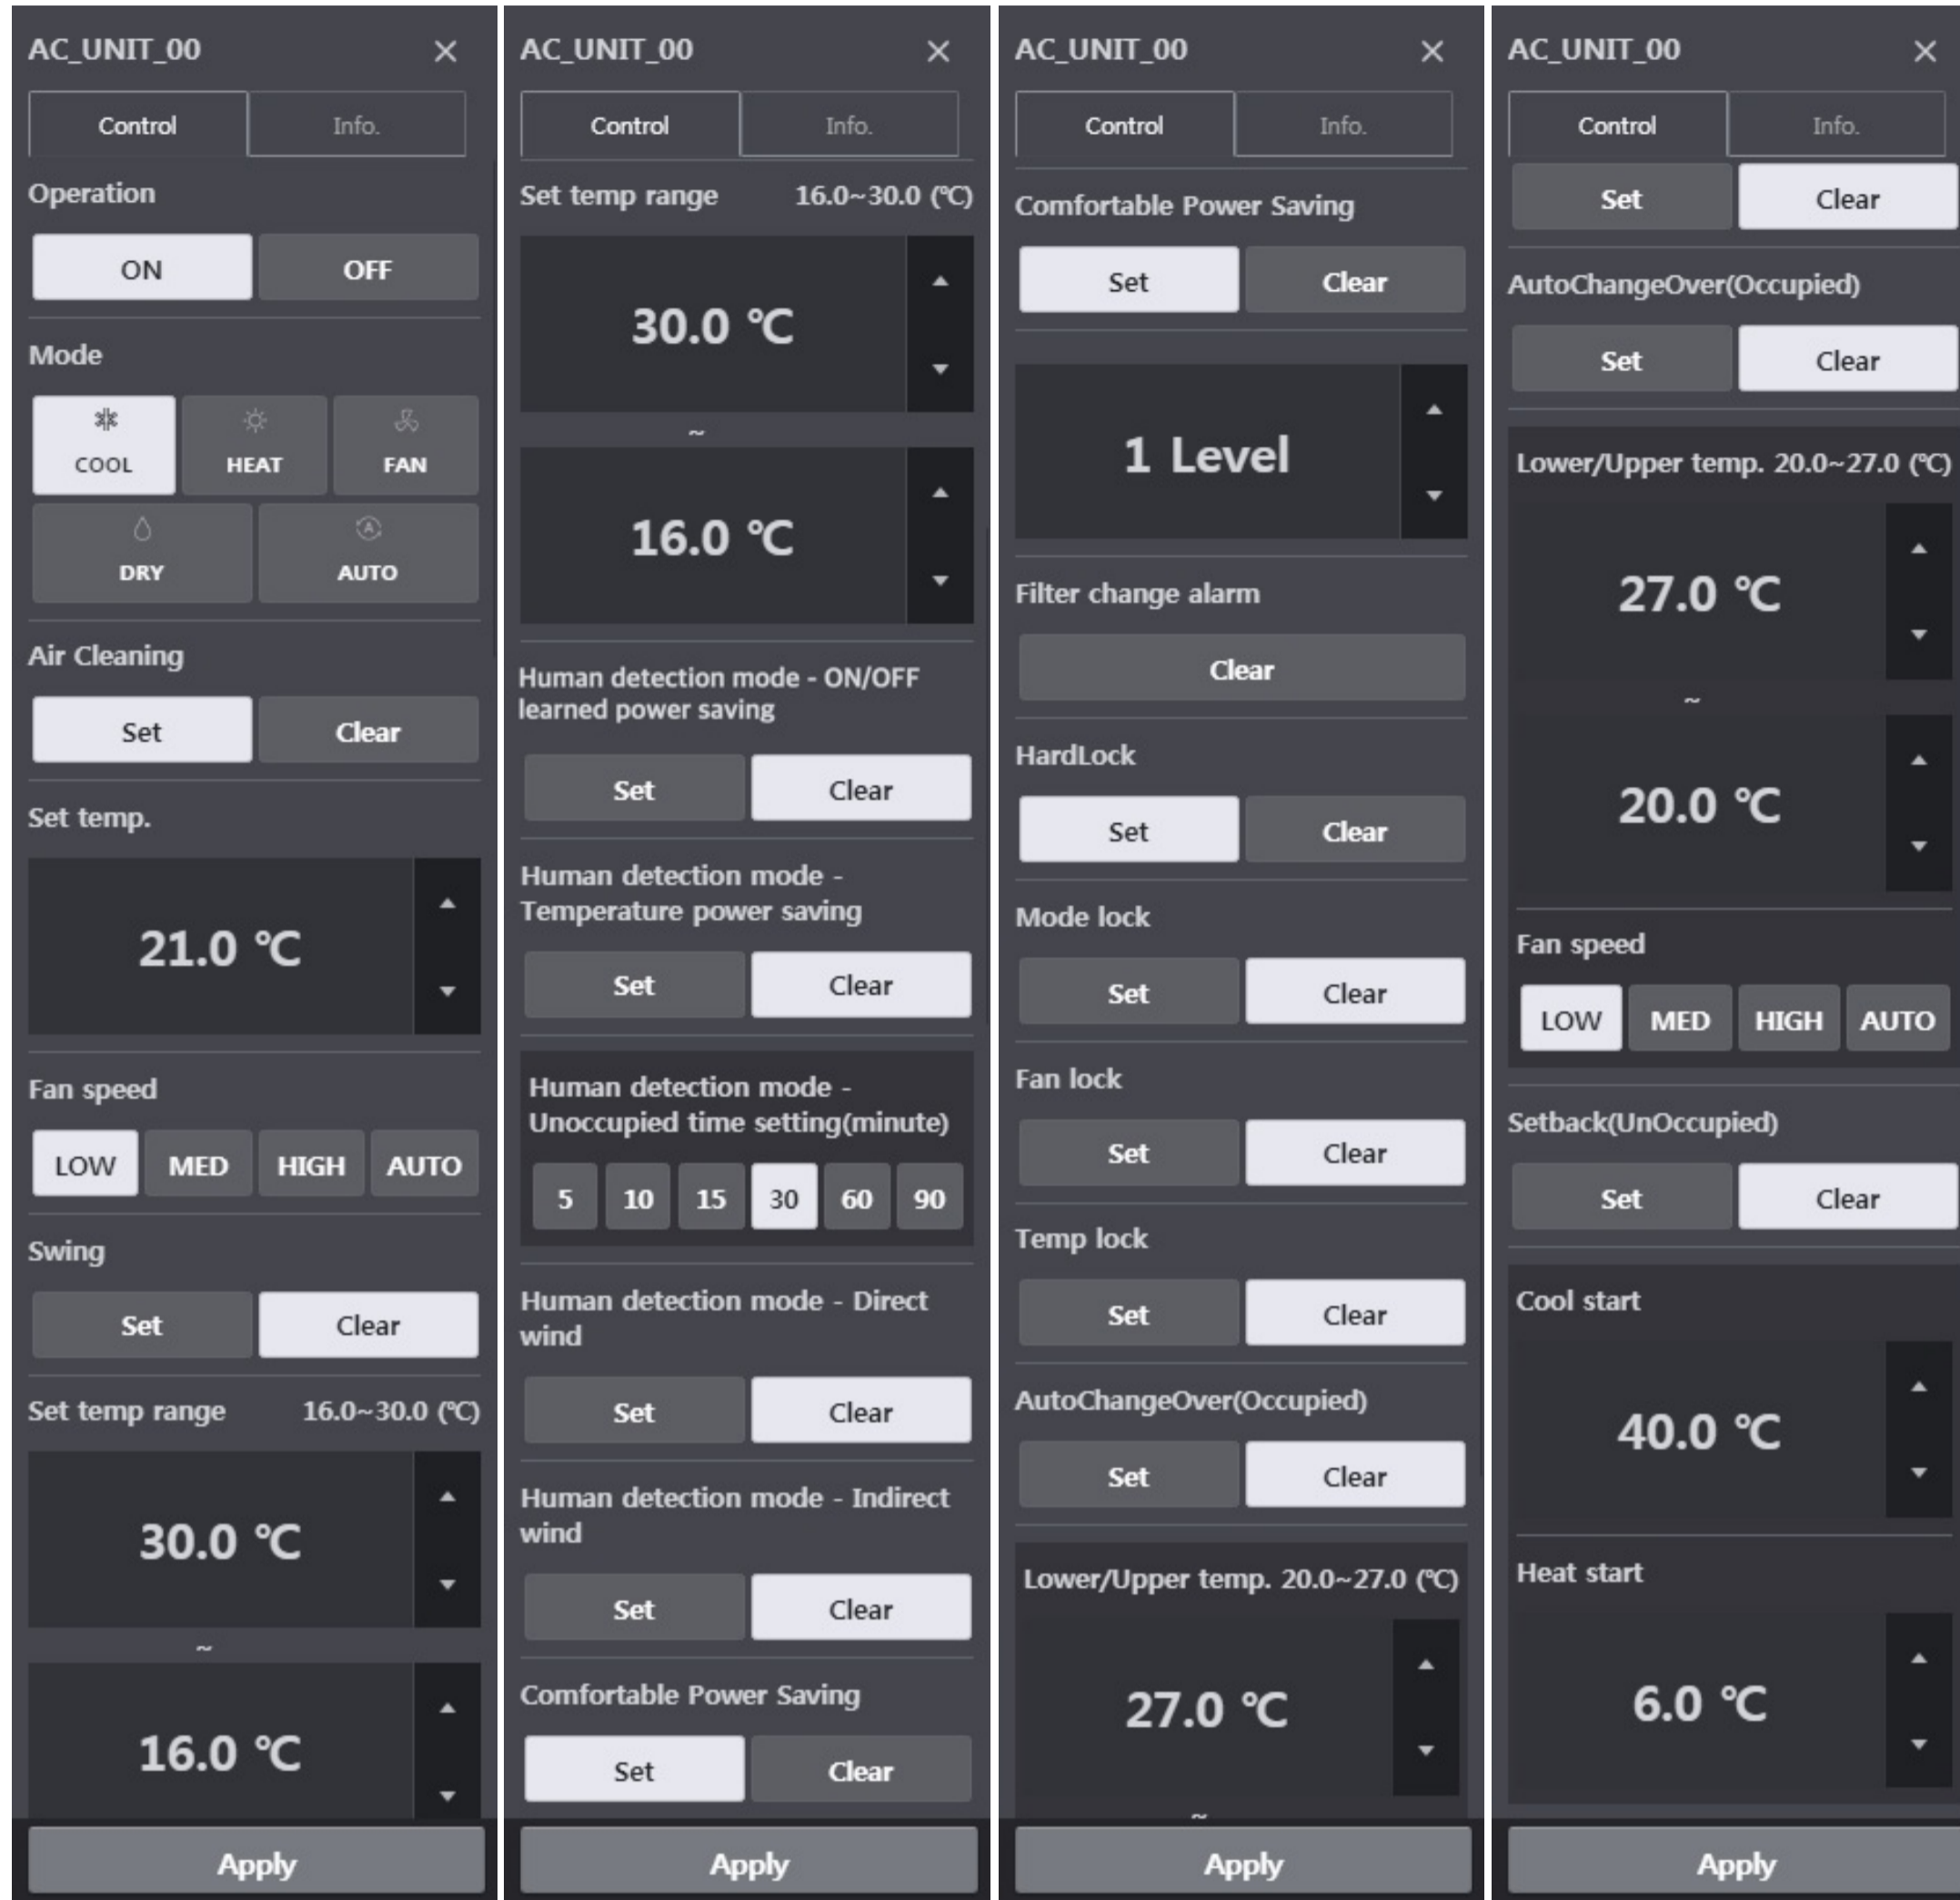 AC_UNIT_00 ×
Control Info.
Operation
ON OFF
Mode
COOL HEAT FAN
DRY AUTO
Air Cleaning
Set Clear
Set temp.
21.0 ℃
Fan speed
LOW MED HIGH AUTO
Swing
Set Clear
Set temp range 16.0~30.0 (℃)
30.0 ℃
~
16.0 ℃
Apply
AC_UNIT_00 ×
Control Info.
Set temp range 16.0~30.0 (℃)
30.0 ℃
~
16.0 ℃
Human detection mode - ON/OFF
learned power saving
Set Clear
Human detection mode -
Temperature power saving
Set Clear
Human detection mode -
Unoccupied time setting(minute)
5 10 15 30 60 90
Human detection mode - Direct
wind
Set Clear
Human detection mode - Indirect
wind
Set Clear
Comfortable Power Saving
Set Clear
Apply
AC_UNIT_00 ×
Control Info.
Comfortable Power Saving
Set Clear
1 Level
Filter change alarm
Clear
HardLock
Set Clear
Mode lock
Set Clear
Fan lock
Set Clear
Temp lock
Set Clear
AutoChangeOver(Occupied)
Set Clear
Lower/Upper temp. 20.0~27.0 (℃)
27.0 ℃
~
Apply
AC_UNIT_00 ×
Control Info.
Set Clear
AutoChangeOver(Occupied)
Set Clear
Lower/Upper temp. 20.0~27.0 (℃)
27.0 ℃
~
20.0 ℃
Fan speed
LOW MED HIGH AUTO
Setback(UnOccupied)
Set Clear
Cool start
40.0 ℃
Heat start
6.0 ℃
Apply